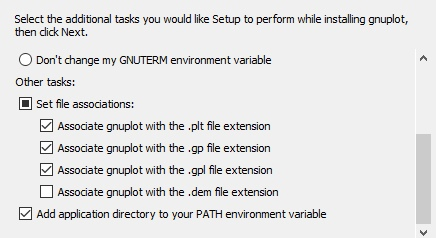 Select the additional tasks you would like Setup to perform while installing gnuplot,
then click Next.
Don't change my GNUTERM environment variable
Other tasks:
Set file associations:
Associate gnuplot with the .plt file extension
Associate gnuplot with the .gp file extension
Associate gnuplot with the .gpl file extension
Associate gnuplot with the .dem file extension
Add application directory to your PATH environment variable